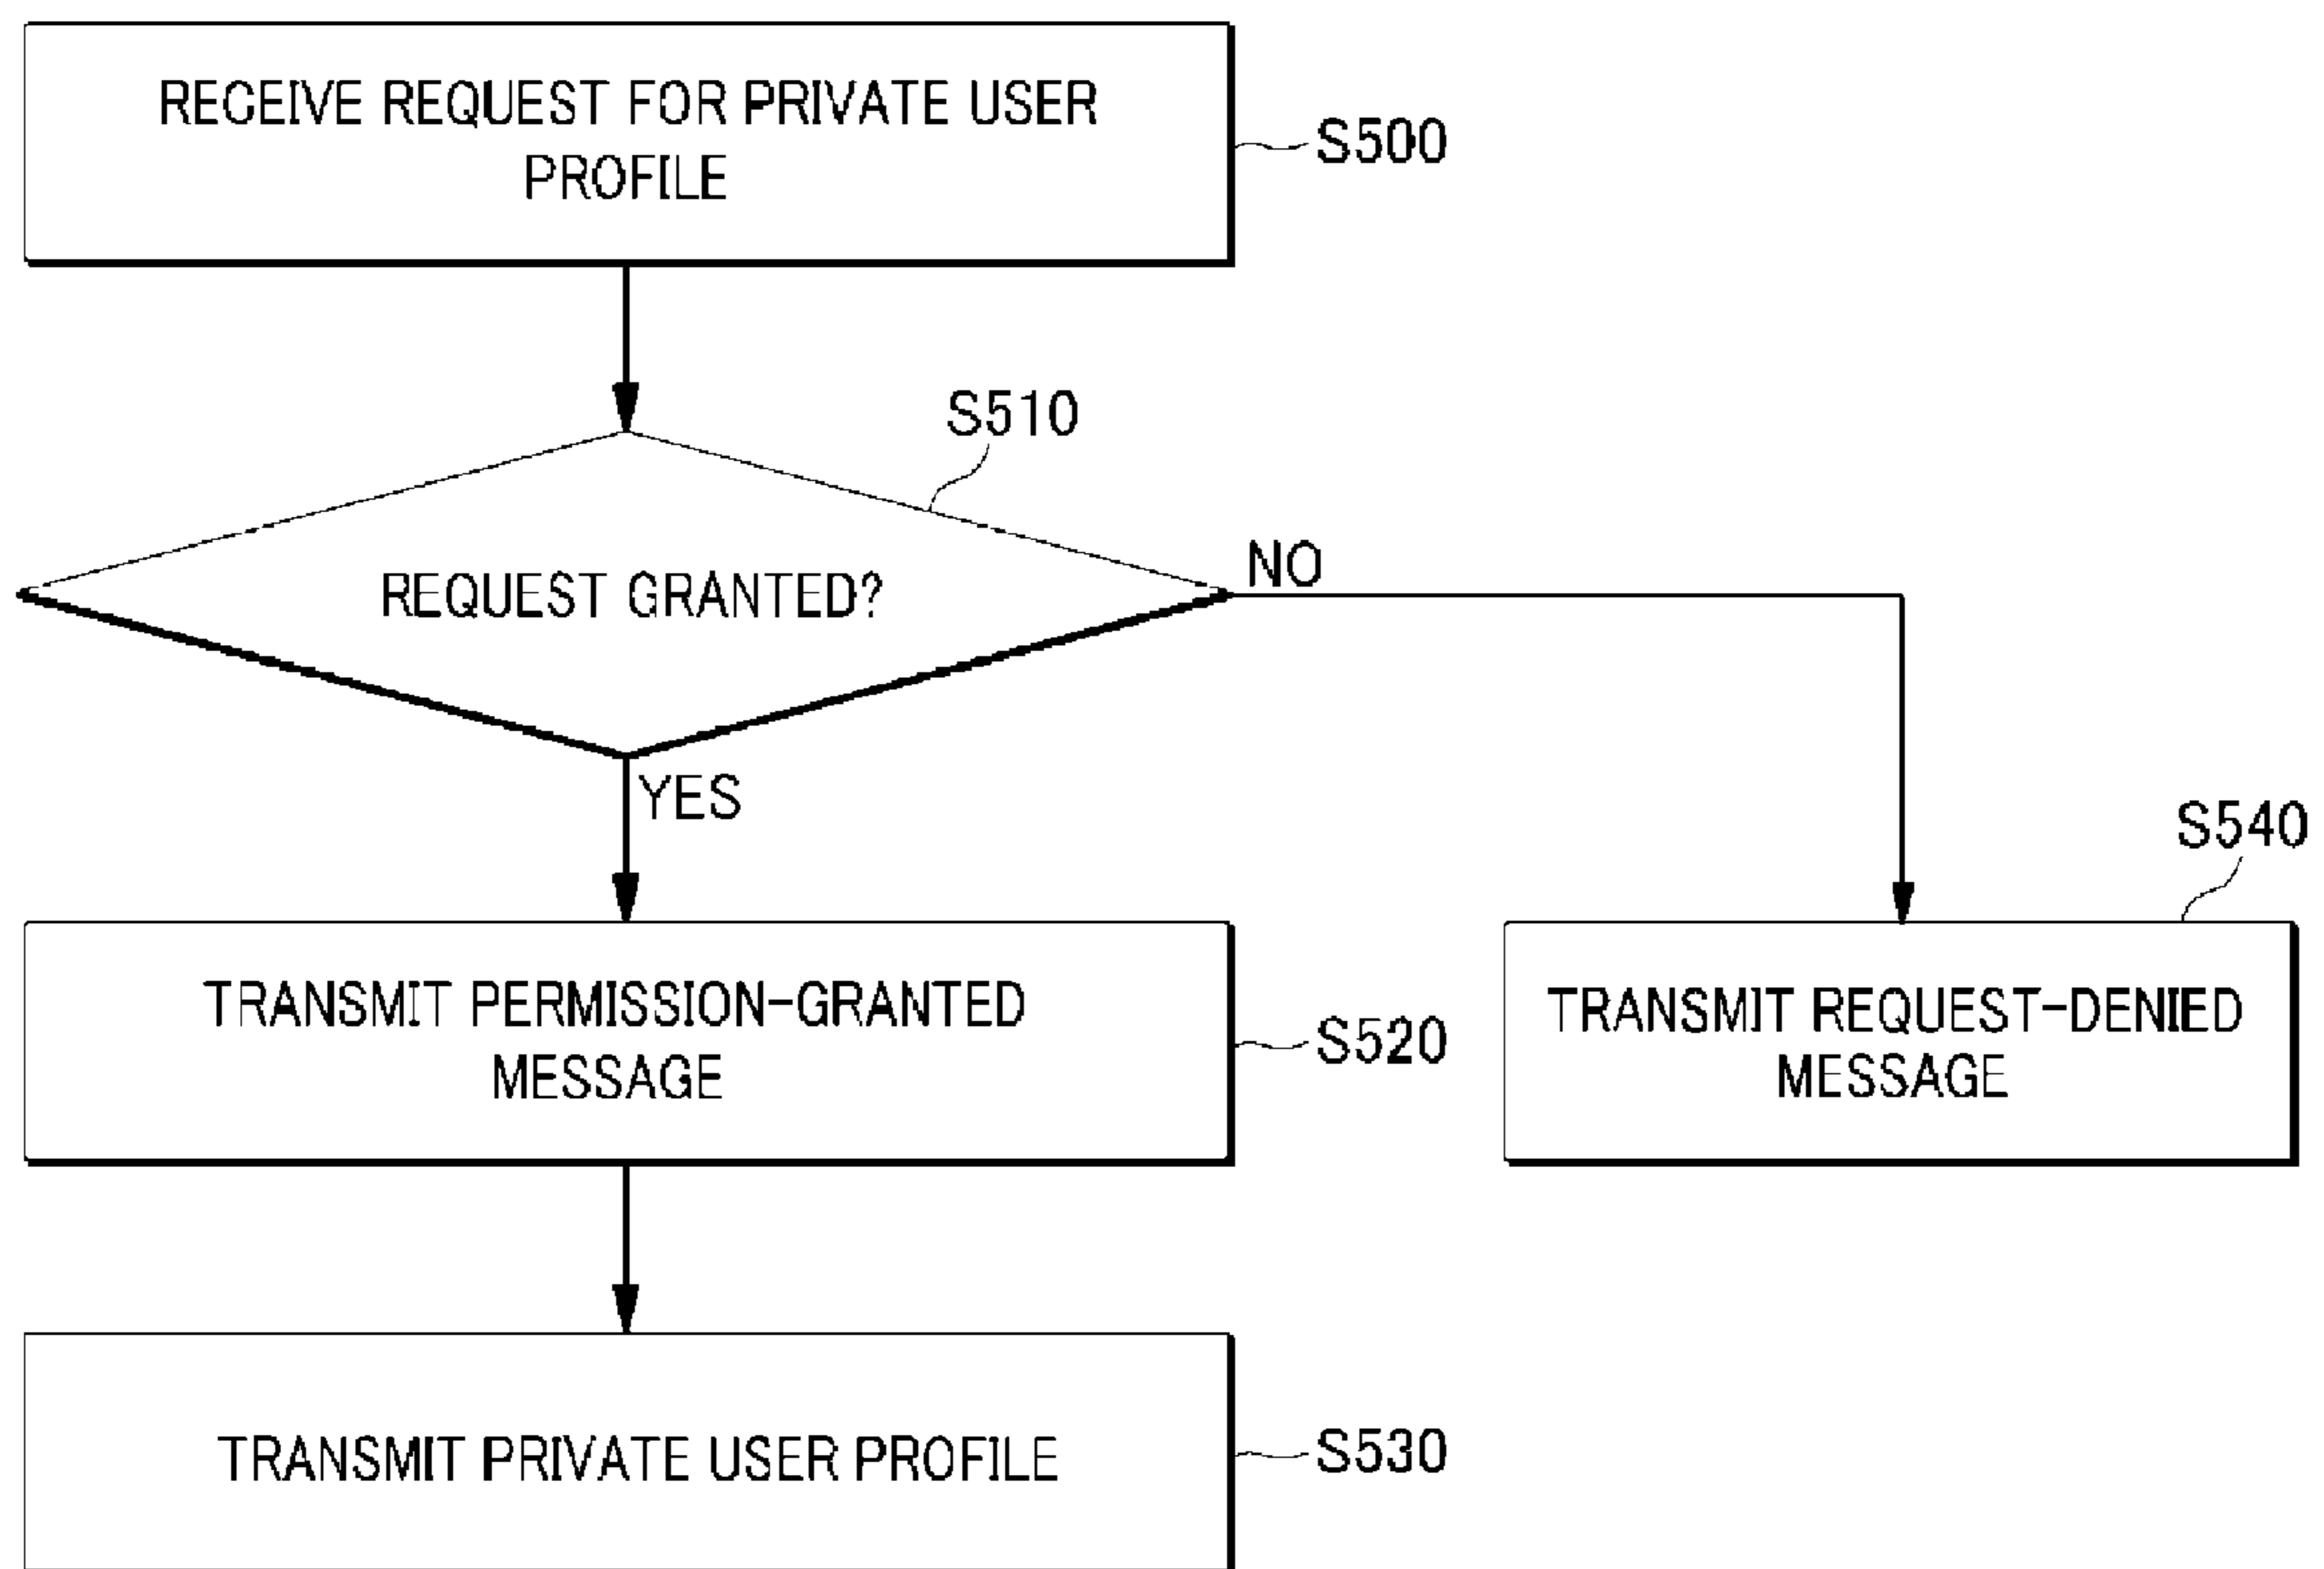 RECEIVE REQUEST FOR PRIVATE USER
PROFILE
S500
S510
REQUEST GRANTED?
NO
YES
S540
TRANSMIT PERMISSION-GRANTED
MESSAGE
S520
TRANSMIT REQUEST-DENIED
MESSAGE
TRANSMIT PRIVATE USER PROFILE
S530